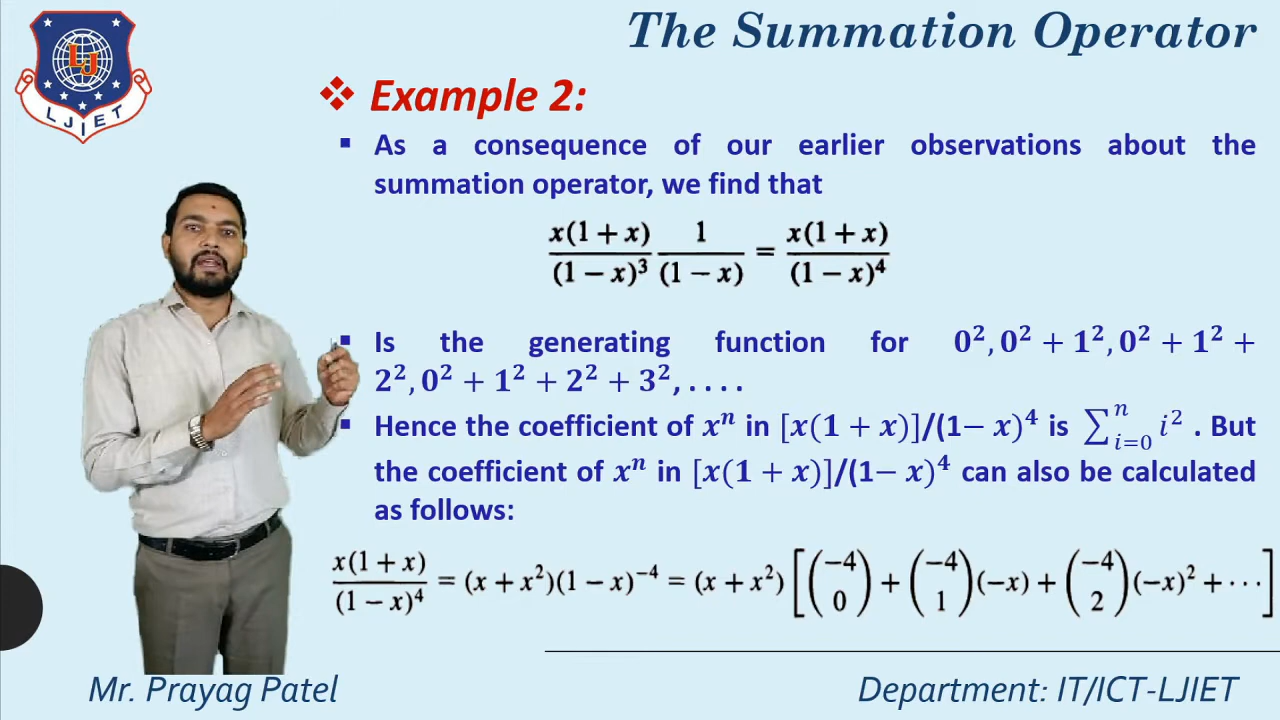 The Summation Operator
LJ
LJIET
❖ Example 2:
▪ As a consequence of our earlier observations about the
summation operator, we find that
x(1 + x)/(1 − x)³ 1/(1 − x) = x(1 + x)/(1 − x)⁴
▪ Is the generating function for 0², 0² + 1², 0² + 1² +
2², 0² + 1² + 2² + 3², . . . .
▪ Hence the coefficient of xⁿ in [x(1 + x)]/(1− x)⁴ is ∑ⁿᵢ₌₀ i² . But
the coefficient of xⁿ in [x(1 + x)]/(1− x)⁴ can also be calculated
as follows:
x(1 + x)/(1 − x)⁴ = (x + x²)(1 − x)⁻⁴ = (x + x²) [(−4 0) + (−4 1)(−x) + (−4 2)(−x)² + · · ·]
Mr. Prayag Patel
Department: IT/ICT-LJIET